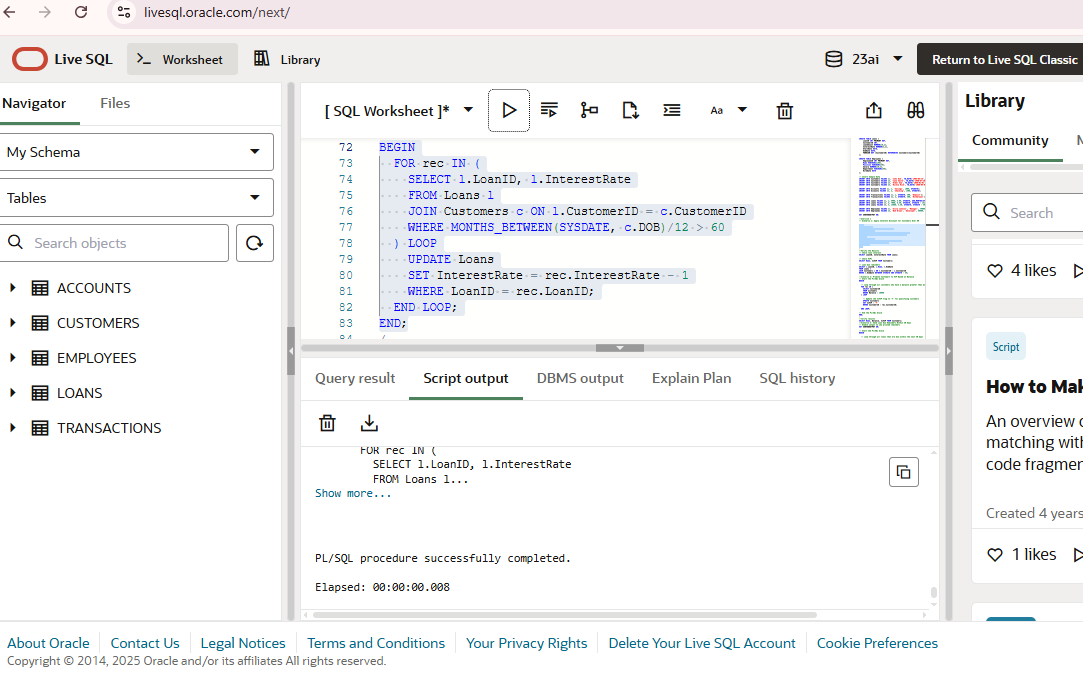 livesql.oracle.com/next/
Live SQL
Worksheet
Library
23ai
Return to Live SQL Classic
Navigator
Files
My Schema
Tables
Search objects
ACCOUNTS
CUSTOMERS
EMPLOYEES
LOANS
TRANSACTIONS
[ SQL Worksheet ]*
Aa
72 BEGIN
73 FOR rec IN (
74 SELECT l.LoanID, l.InterestRate
75 FROM Loans l
76 JOIN Customers c ON l.CustomerID = c.CustomerID
77 WHERE MONTHS_BETWEEN(SYSDATE, c.DOB)/12 > 60
78 ) LOOP
79 UPDATE Loans
80 SET InterestRate = rec.InterestRate - 1
81 WHERE LoanID = rec.LoanID;
82 END LOOP;
83 END;
84 /
Query result
Script output
DBMS output
Explain Plan
SQL history
FOR rec IN (
SELECT l.LoanID, l.InterestRate
FROM Loans l...
Show more...
PL/SQL procedure successfully completed.
Elapsed: 00:00:00.008
Library
Community
Search
4 likes
Script
How to Mak
An overview o
matching with
code fragmen
Created 4 years
1 likes
About Oracle
Contact Us
Legal Notices
Terms and Conditions
Your Privacy Rights
Delete Your Live SQL Account
Cookie Preferences
Copyright © 2014, 2025 Oracle and/or its affiliates All rights reserved.